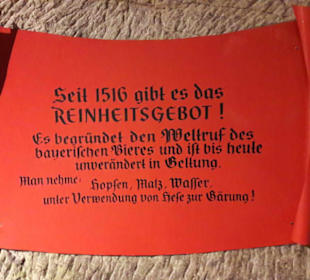 Seit 1516 gibt es das
REINHEITSGEBOT!
Es begründet den Weltruf des
bayerischen Bieres und ist bis heute
unverändert in Geltung.
Man nehme: Hopfen, Malz, Wasser,
unter Verwendung von Hefe zur Gärung!